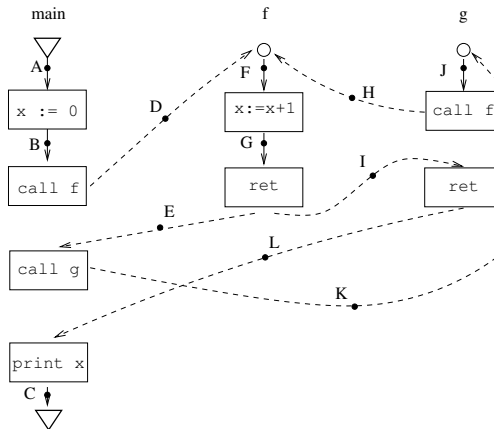 main f g
A F J
x := 0 D x:=x+1 H call f
B G I
call f ret ret
E
L
call g
K
print x
C